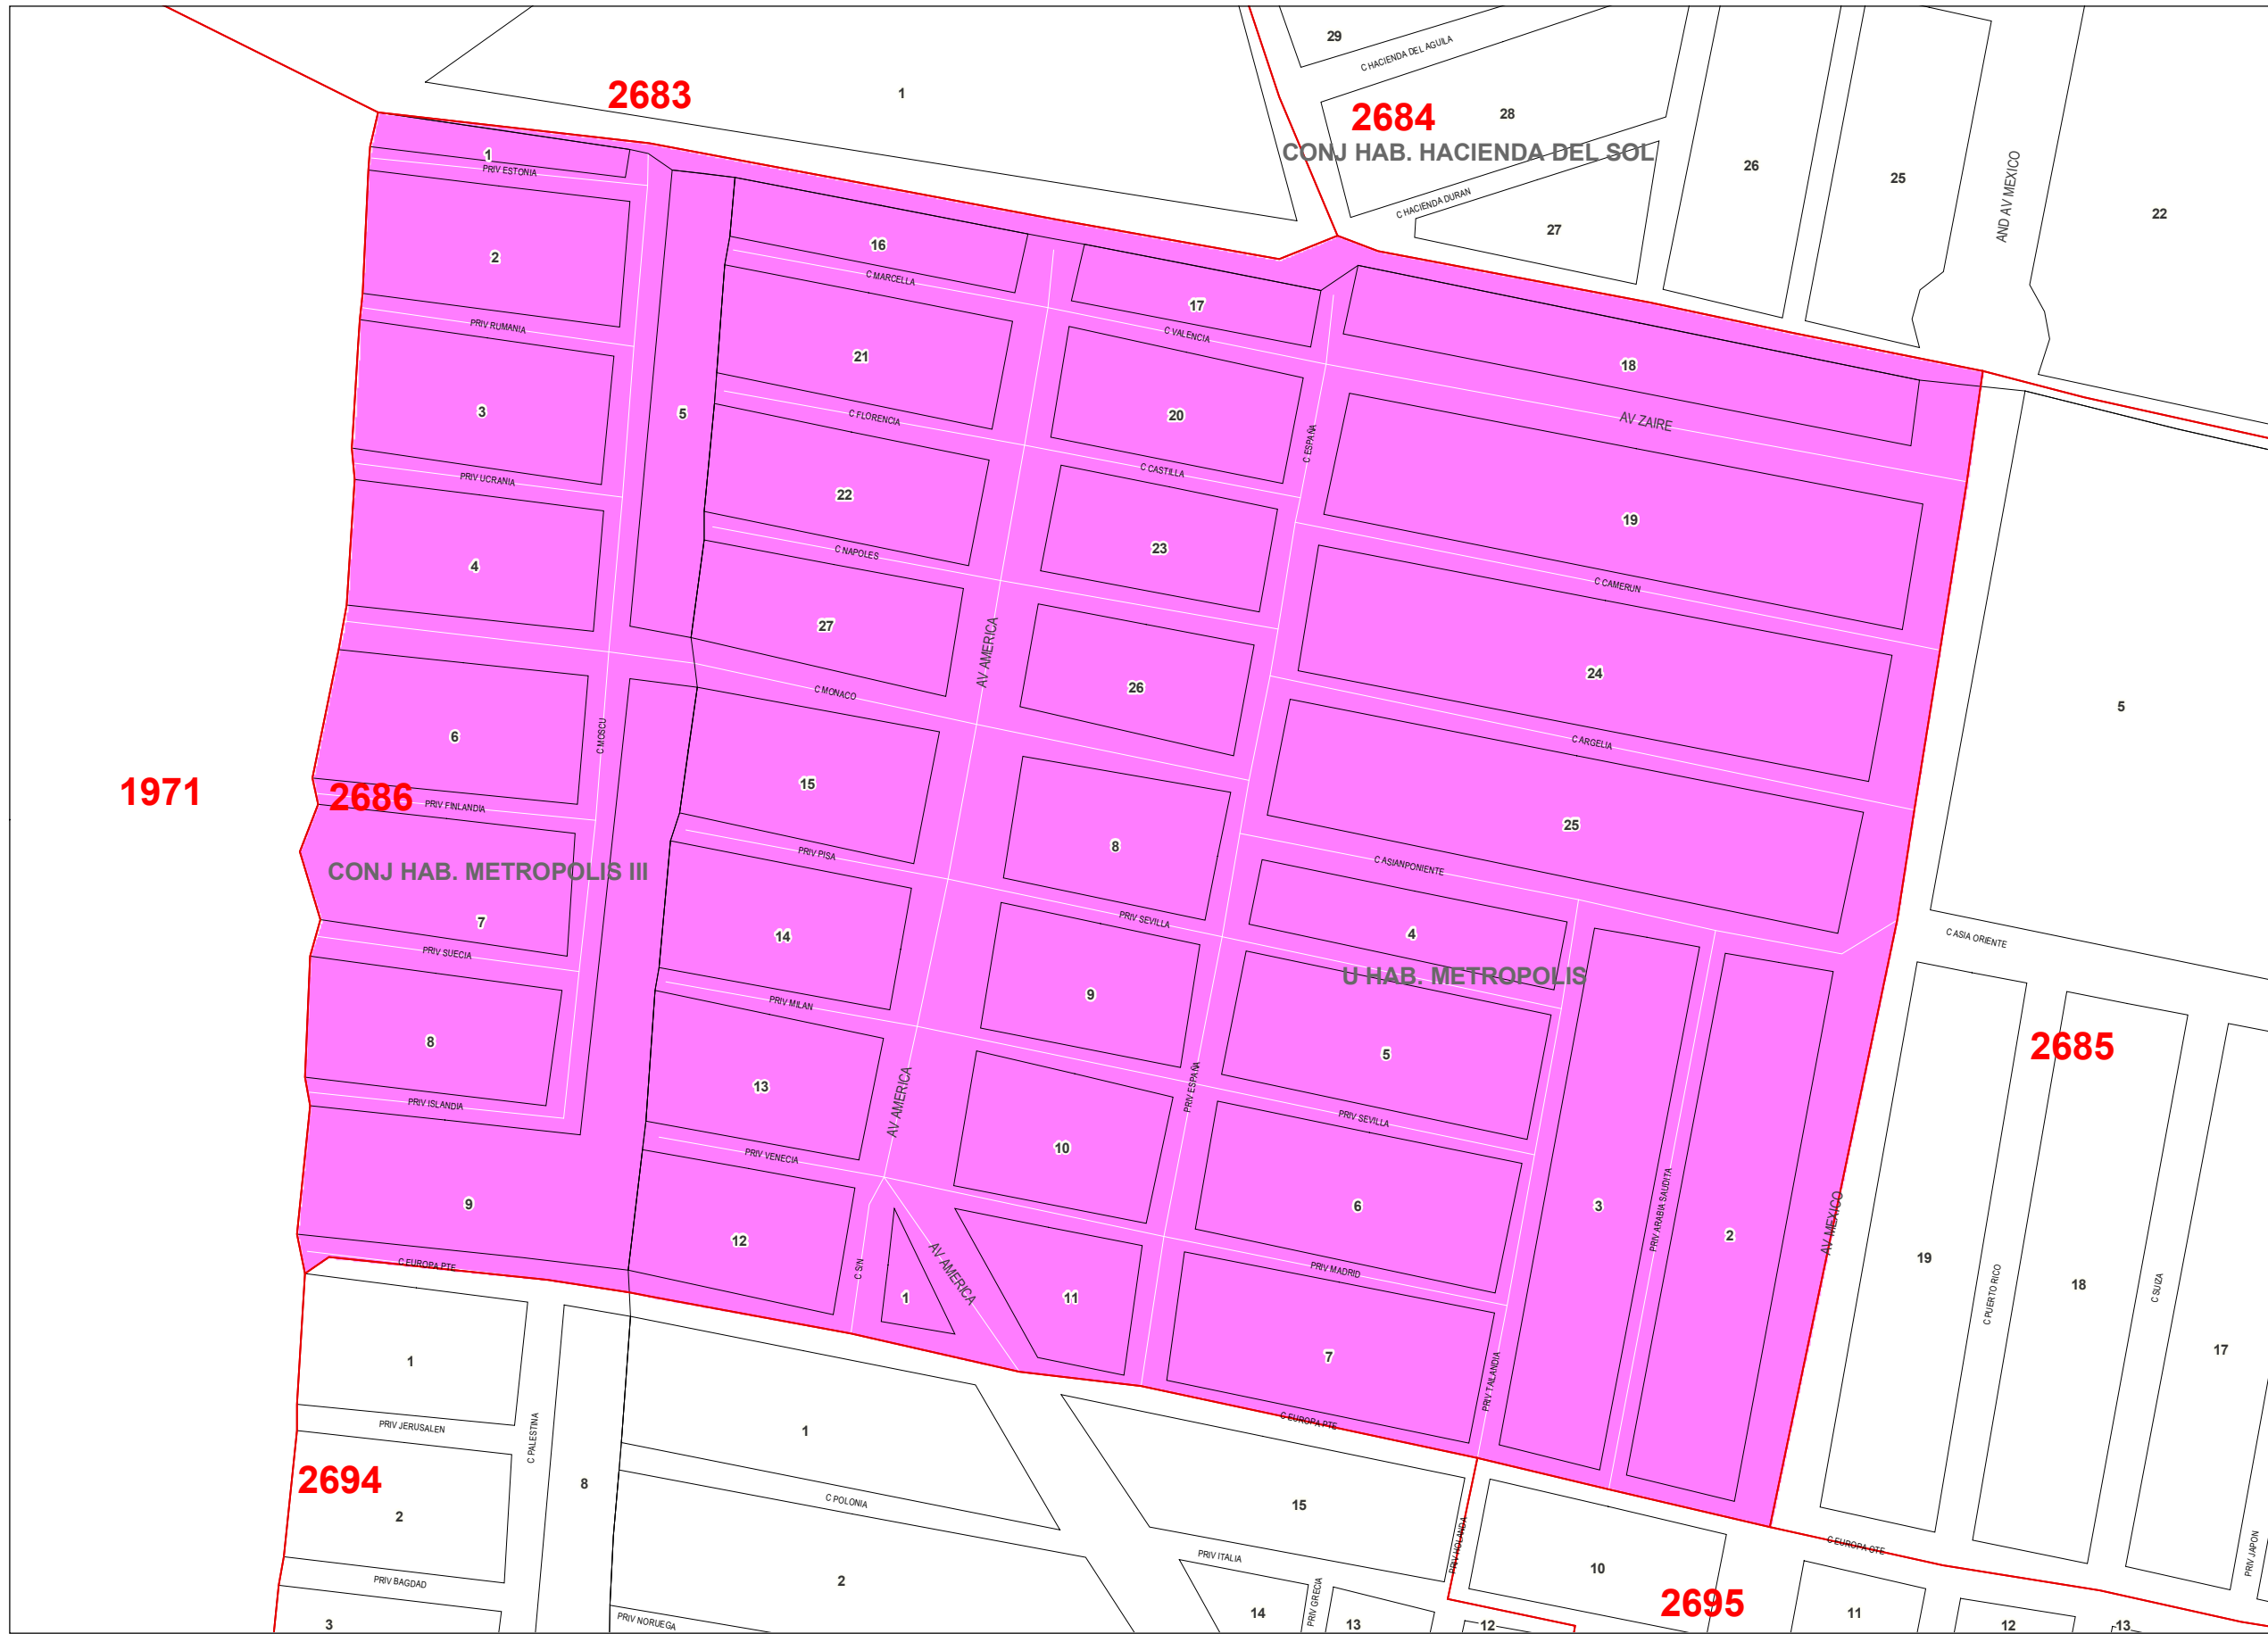 29
C HACIENDA DEL AGUILA
2683
1
2684
28
CONJ HAB. HACIENDA DEL SOL
26
25
AND AV MEXICO
22
C HACIENDA DURAN
27
1
PRIV ESTONIA
2
16
C MARCELLA
17
C VALENCIA
18
PRIV RUMANIA
21
3
5
C FLORENCIA
20
C ESPAÑA
AV ZAIRE
C CASTILLA
PRIV UCRANIA
22
19
4
C NAPOLES
23
C CAMERUN
27
AV AMERICA
26
24
C MONACO
5
6
C MOSCU
C ARGELIA
1971
2686
15
PRIV FINLANDIA
25
PRIV PISA
8
C ASIANPONIENTE
CONJ HAB. METROPOLIS III
7
PRIV SEVILLA
4
14
C ASIA ORIENTE
PRIV SUECIA
U HAB. METROPOLIS
9
PRIV MILAN
8
5
2685
13
PRIV ESPAÑA
AV AMERICA
PRIV ISLANDIA
PRIV SEVILLA
10
PRIV VENECIA
9
6
3
PRIV ARABIA SAUDITA
2
AV MEXICO
12
19
C PUERTO RICO
18
C SUIZA
C EUROPA PTE
C S/N
AV AMERICA
PRIV MADRID
1
11
17
1
7
PRIV TAILANDIA
PRIV JERUSALEN
C PALESTINA
1
C EUROPA PTE
2694
8
C POLONIA
15
2
PRIV HOLANDA
C EUROPA OTE
PRIV ITALIA
PRIV JAPON
PRIV BAGDAD
2
10
2695
3
PRIV NORUEGA
14
PRIV GRECIA
13
12
11
12
13